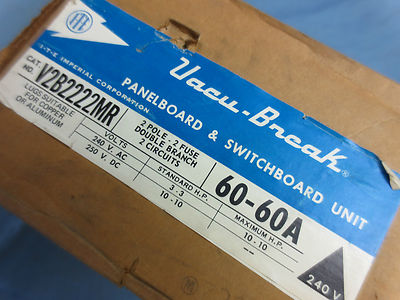 ITE
I-T-E IMPERIAL CORPORATION
Vacu-Break®
PANELBOARD & SWITCHBOARD UNIT
CAT. NO. V2B2222MR
LUGS SUITABLE
FOR COPPER
OR ALUMINUM
2 POLE - 2 FUSE
DOUBLE BRANCH
2 CIRCUITS
60-60A
VOLTS
240 V. AC
250 V. DC
STANDARD H.P.
3 - 3
10 - 10
MAXIMUM H.P.
10 - 10
--
240 V